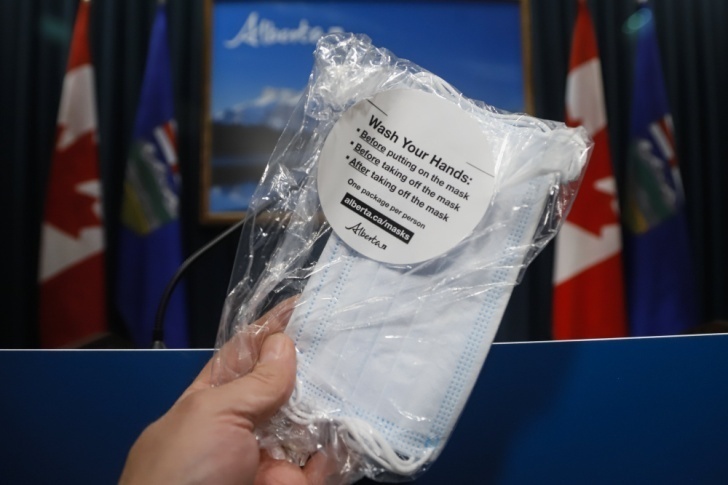 Alberta
Wash Your Hands:
• Before putting on the mask
• Before taking off the mask
• After taking off the mask
One package per person
alberta.ca/masks
Alberta